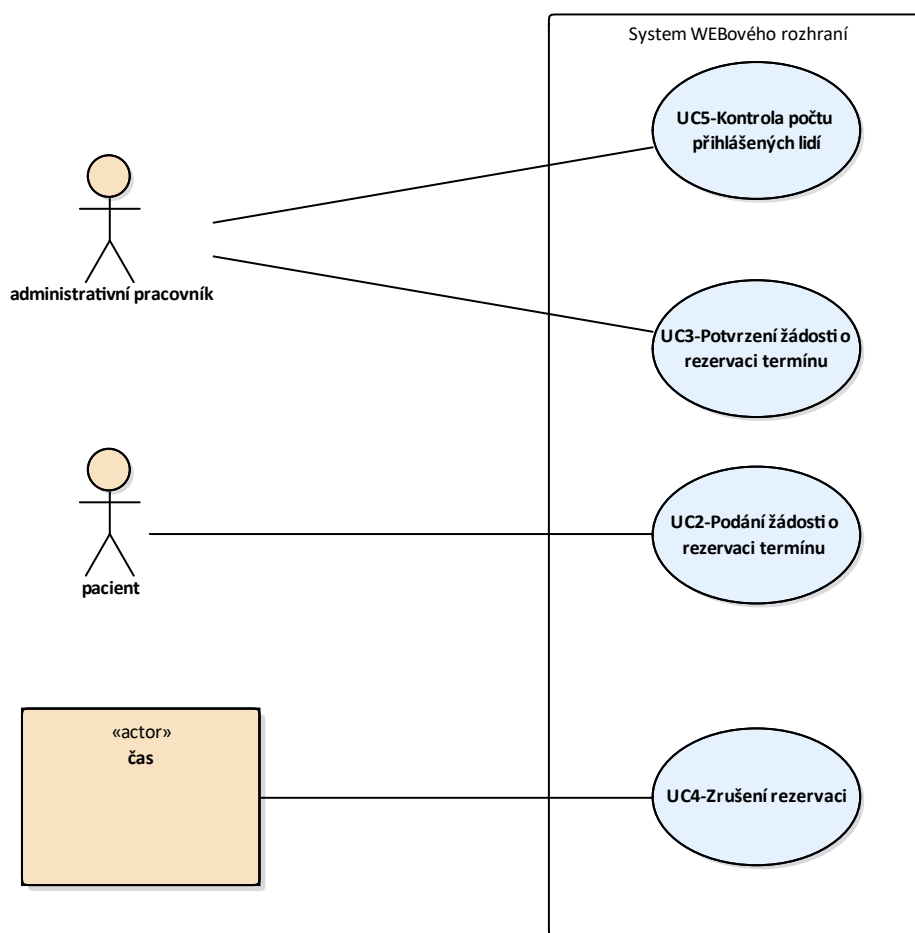 System WEBového rozhraní
UC5-Kontrola počtu
přihlášených lidí
administrativní pracovník
UC3-Potvrzení žádosti o
rezervaci termínu
UC2-Podání žádosti o
rezervaci termínu
pacient
«actor»
čas
UC4-Zrušení rezervaci